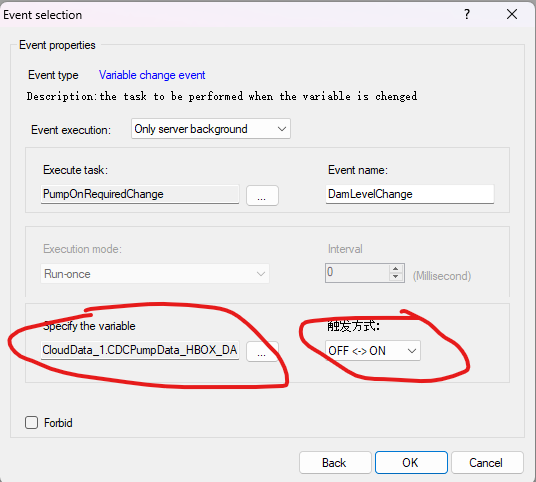 Event selection
?
Event properties
Event type Variable change event
Description:the task to be performed when the variable is chenged
Event execution: Only server background
Execute task: Event name:
PumpOnRequiredChange ... DamLevelChange
Execution mode: Interval
Run-once 0 (Millisecond)
Specify the variable 触发方式:
CloudData_1.CDCPumpData_HBOX_DA ... OFF <-> ON
Forbid
Back OK Cancel